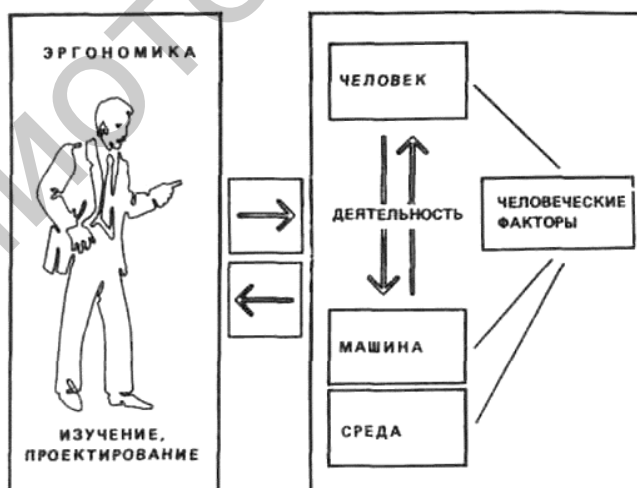 ЭРГОНОМИКА
ИЗУЧЕНИЕ,
ПРОЕКТИРОВАНИЕ
ЧЕЛОВЕК
ДЕЯТЕЛЬНОСТЬ
ЧЕЛОВЕЧЕСКИЕ
ФАКТОРЫ
МАШИНА
СРЕДА